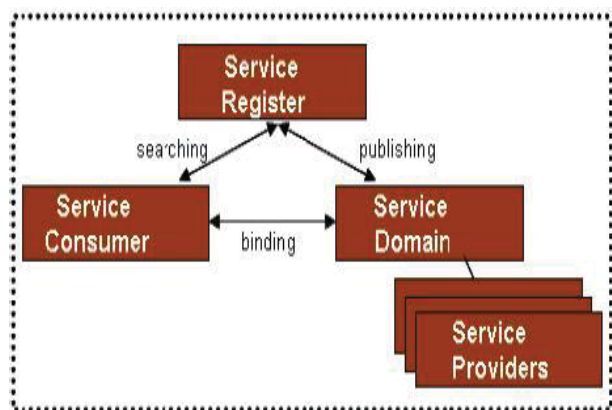 Service
Register
searching
publishing
Service
Consumer
binding
Service
Domain
Service
Providers